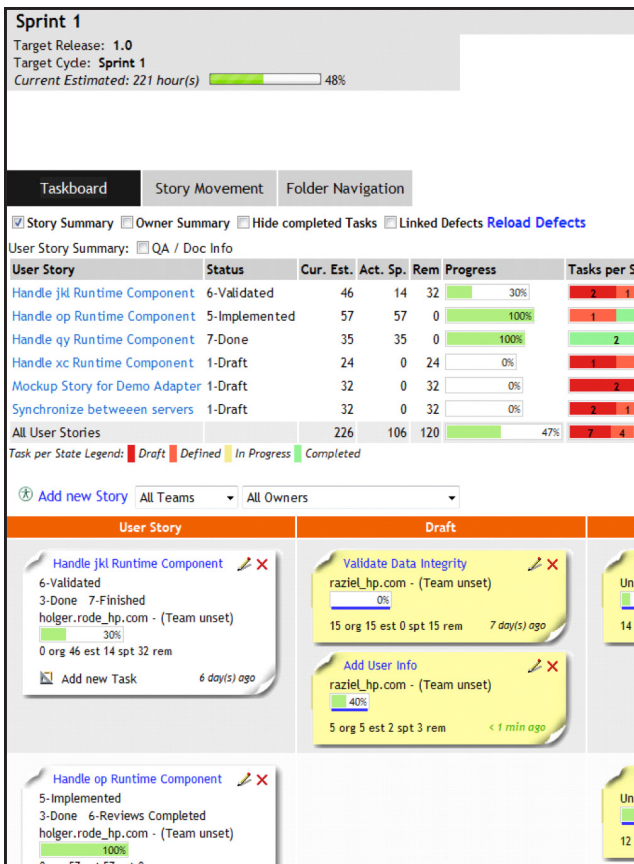 Sprint 1
Target Release: 1.0
Target Cycle: Sprint 1
Current Estimated: 221 hour(s) 48%
Taskboard Story Movement Folder Navigation
Story Summary Owner Summary Hide completed Tasks Linked Defects Reload Defects
User Story Summary: QA / Doc Info
User Story Status Cur. Est. Act. Sp. Rem Progress Tasks per S
Handle jkl Runtime Component 6-Validated 46 14 32 30% 2 1
Handle op Runtime Component 5-Implemented 57 57 0 100% 1
Handle qy Runtime Component 7-Done 35 35 0 100% 2
Handle xc Runtime Component 1-Draft 24 0 24 0% 1
Mockup Story for Demo Adapter 1-Draft 32 0 32 0% 2
Synchronize betweeen servers 1-Draft 32 0 32 0% 2 1
All User Stories 226 106 120 47% 7 4
Task per State Legend: Draft Defined In Progress Completed
Add new Story All Teams All Owners
User Story Draft
Handle jkl Runtime Component
6-Validated
3-Done 7-Finished
holger.rode_hp.com - (Team unset)
30%
0 org 46 est 14 spt 32 rem
Add new Task 6 day(s) ago
Validate Data Integrity
raziel_hp.com - (Team unset)
0%
15 org 15 est 0 spt 15 rem 7 day(s) ago
Add User Info
raziel_hp.com - (Team unset)
40%
5 org 5 est 2 spt 3 rem < 1 min ago
Un
14
Handle op Runtime Component
5-Implemented
3-Done 6-Reviews Completed
holger.rode_hp.com - (Team unset)
100%
Un
12